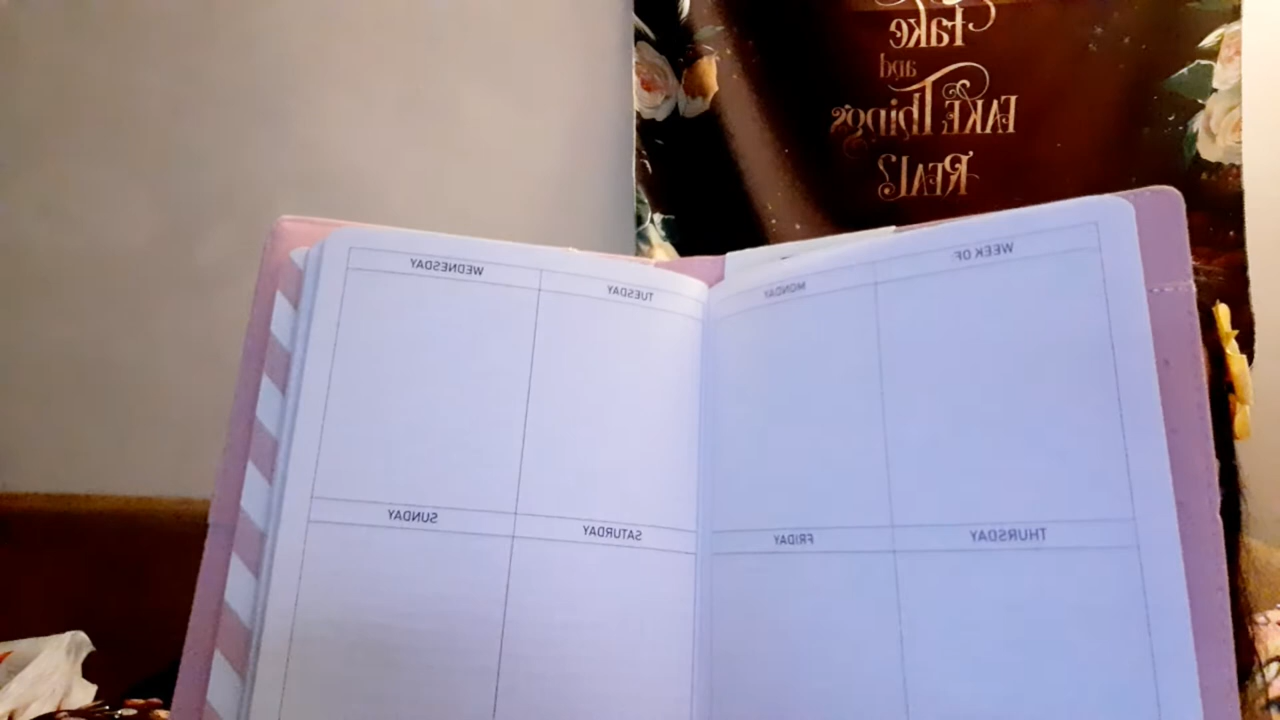 Fake
and
FAKE Things
REAL?
WEEK OF:
MONDAY
TUESDAY
WEDNESDAY
THURSDAY
FRIDAY
SATURDAY
SUNDAY